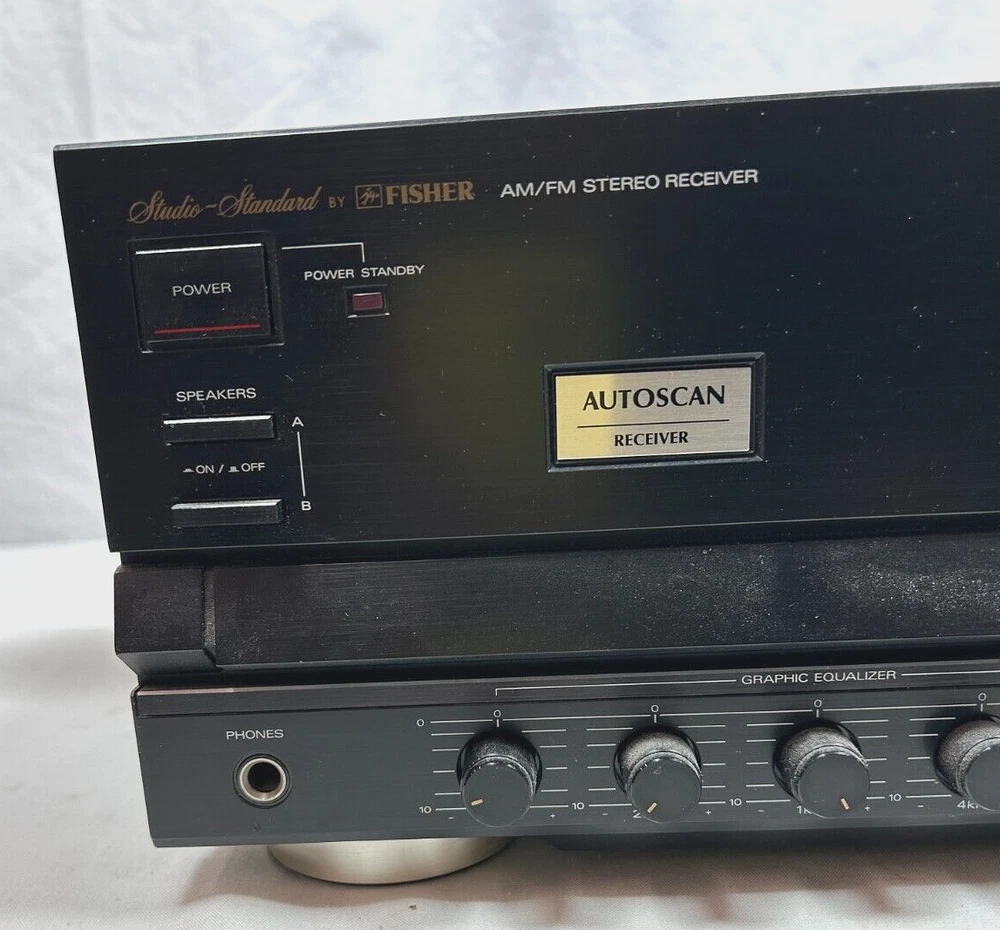 Studio-Standard BY FISHER AM/FM STEREO RECEIVER
POWER
POWER STANDBY
SPEAKERS
A
ON / OFF
B
AUTOSCAN
RECEIVER
GRAPHIC EQUALIZER
PHONES
0 0 0 0 0
10 10 10 10
- + - + - + -